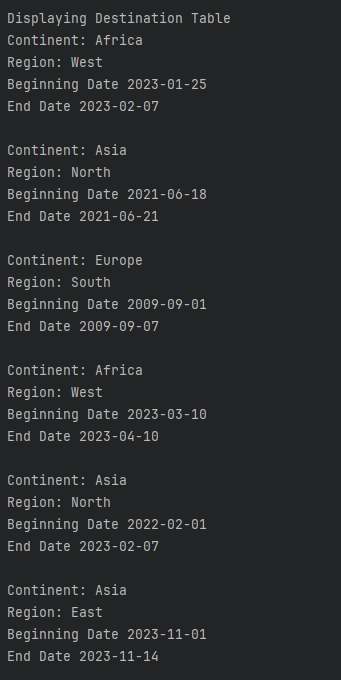 Displaying Destination Table
Continent: Africa
Region: West
Beginning Date 2023-01-25
End Date 2023-02-07

Continent: Asia
Region: North
Beginning Date 2021-06-18
End Date 2021-06-21

Continent: Europe
Region: South
Beginning Date 2009-09-01
End Date 2009-09-07

Continent: Africa
Region: West
Beginning Date 2023-03-10
End Date 2023-04-10

Continent: Asia
Region: North
Beginning Date 2022-02-01
End Date 2023-02-07

Continent: Asia
Region: East
Beginning Date 2023-11-01
End Date 2023-11-14